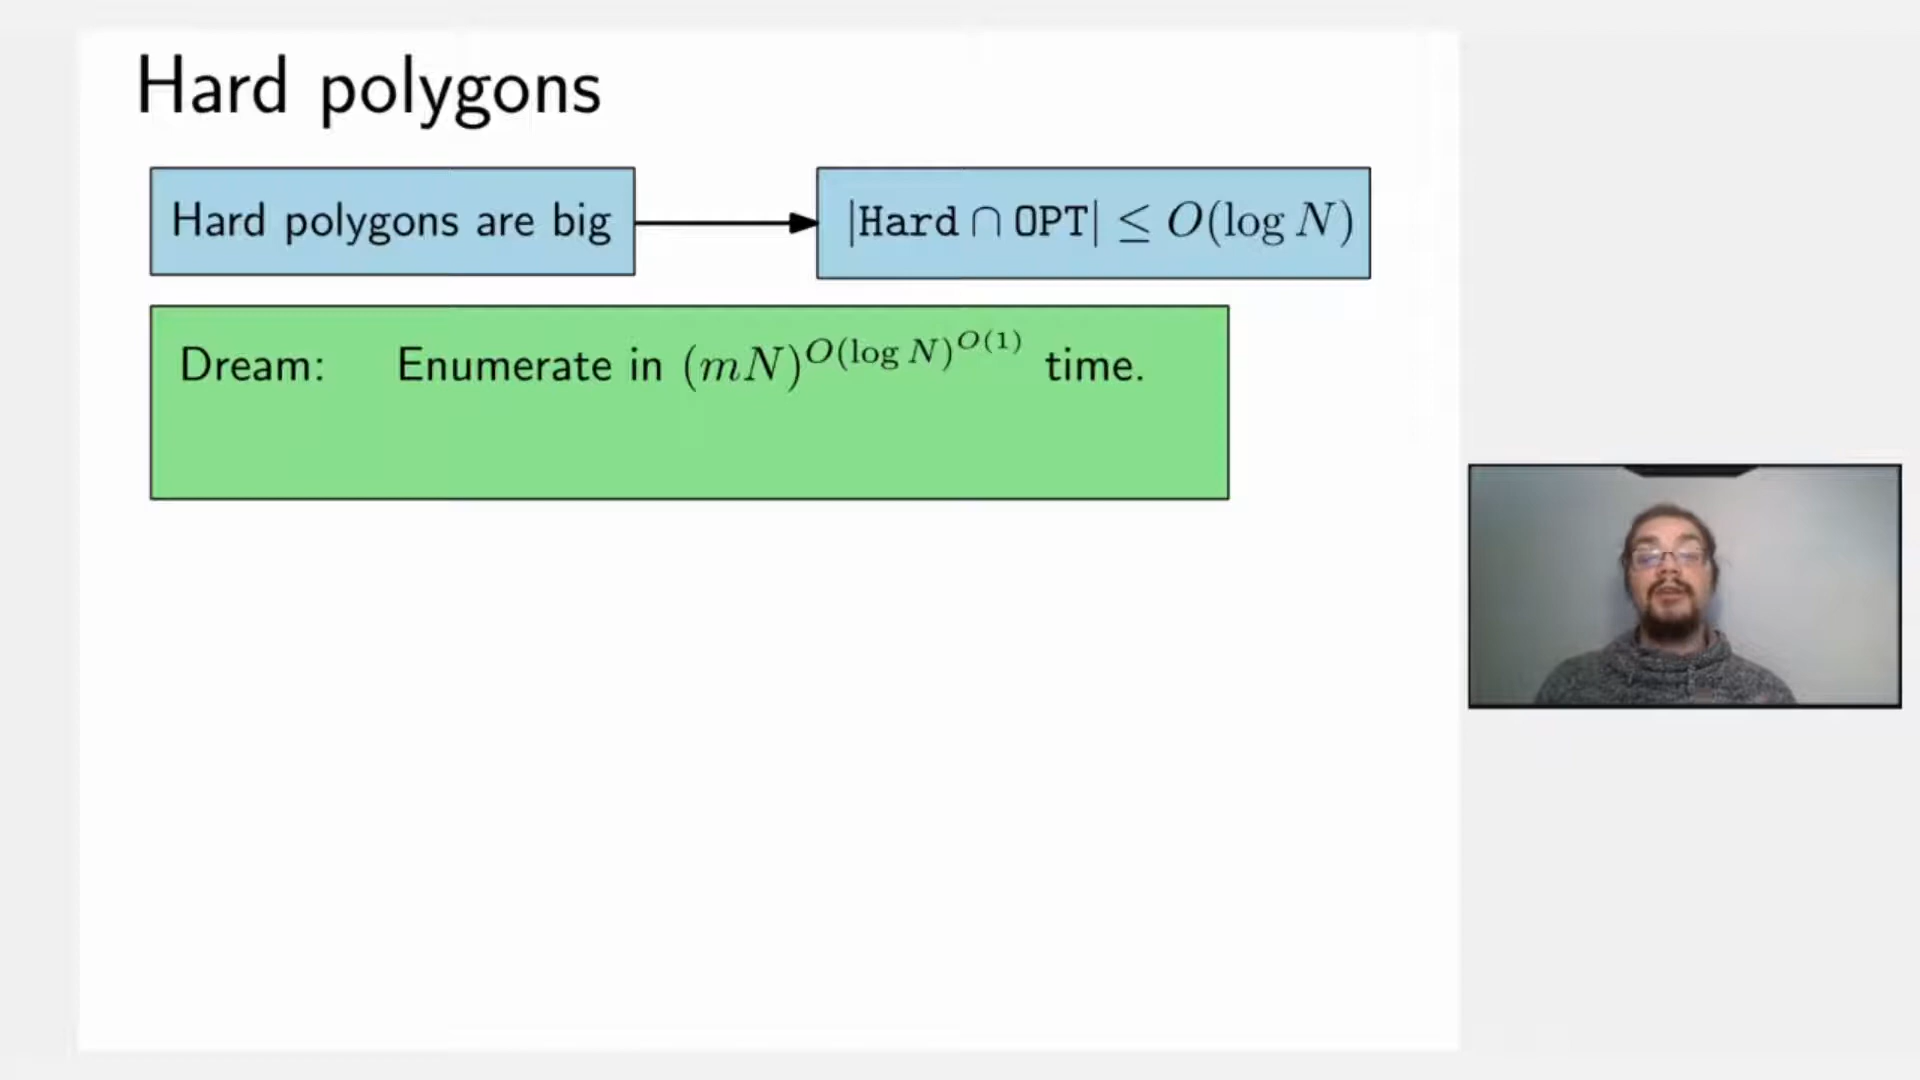 Hard polygons
Hard polygons are big
|Hard ∩ OPT| ≤ O(log N)
Dream: Enumerate in (mN)^{O(log N)^{O(1)}} time.